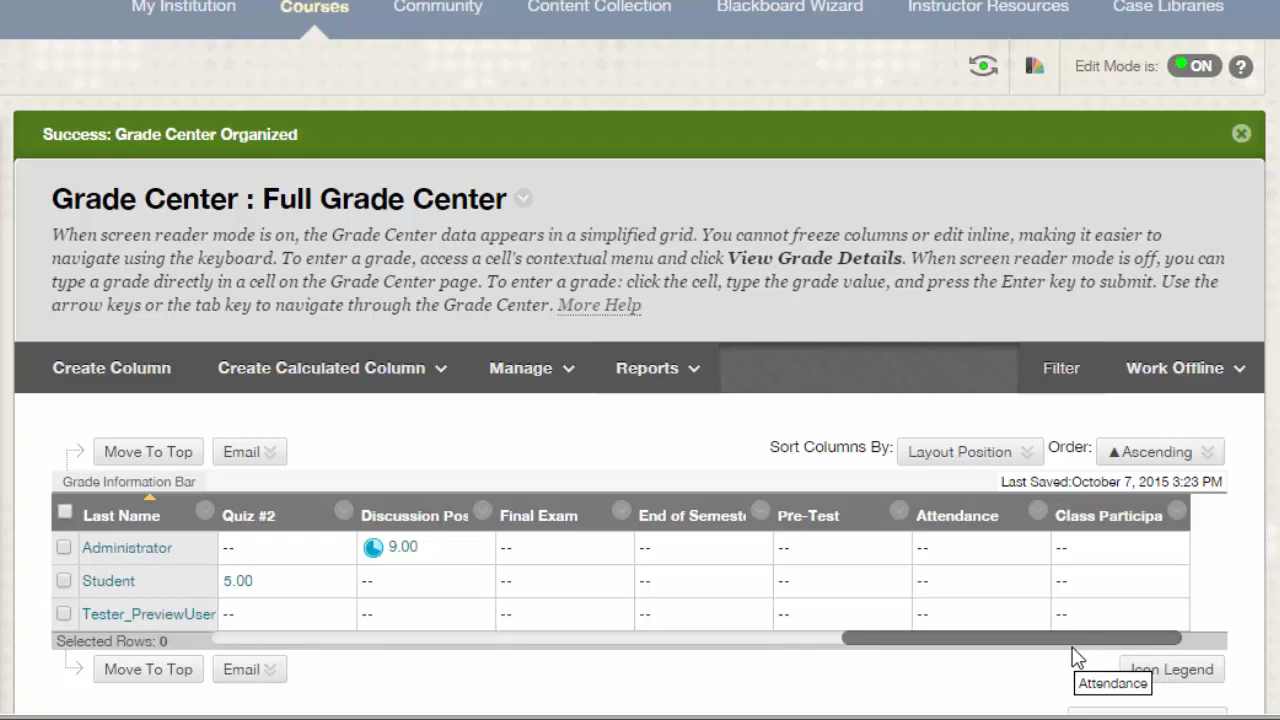 My Institution Courses Community Content Collection Blackboard Wizard Instructor Resources Case Libraries
Edit Mode is: ON ?
Success: Grade Center Organized
Grade Center : Full Grade Center
When screen reader mode is on, the Grade Center data appears in a simplified grid. You cannot freeze columns or edit inline, making it easier to
navigate using the keyboard. To enter a grade, access a cell's contextual menu and click View Grade Details. When screen reader mode is off, you can
type a grade directly in a cell on the Grade Center page. To enter a grade: click the cell, type the grade value, and press the Enter key to submit. Use the
arrow keys or the tab key to navigate through the Grade Center. More Help
Create Column Create Calculated Column Manage Reports Filter Work Offline
Move To Top Email Sort Columns By: Layout Position Order: ▲Ascending
Grade Information Bar Last Saved:October 7, 2015 3:23 PM
Last Name Quiz #2 Discussion Pos Final Exam End of Semest Pre-Test Attendance Class Participa
Administrator -- 9.00 -- -- -- -- --
Student 5.00 -- -- -- -- -- --
Tester_PreviewUser -- -- -- -- -- -- --
Selected Rows: 0
Move To Top Email Icon Legend
Attendance